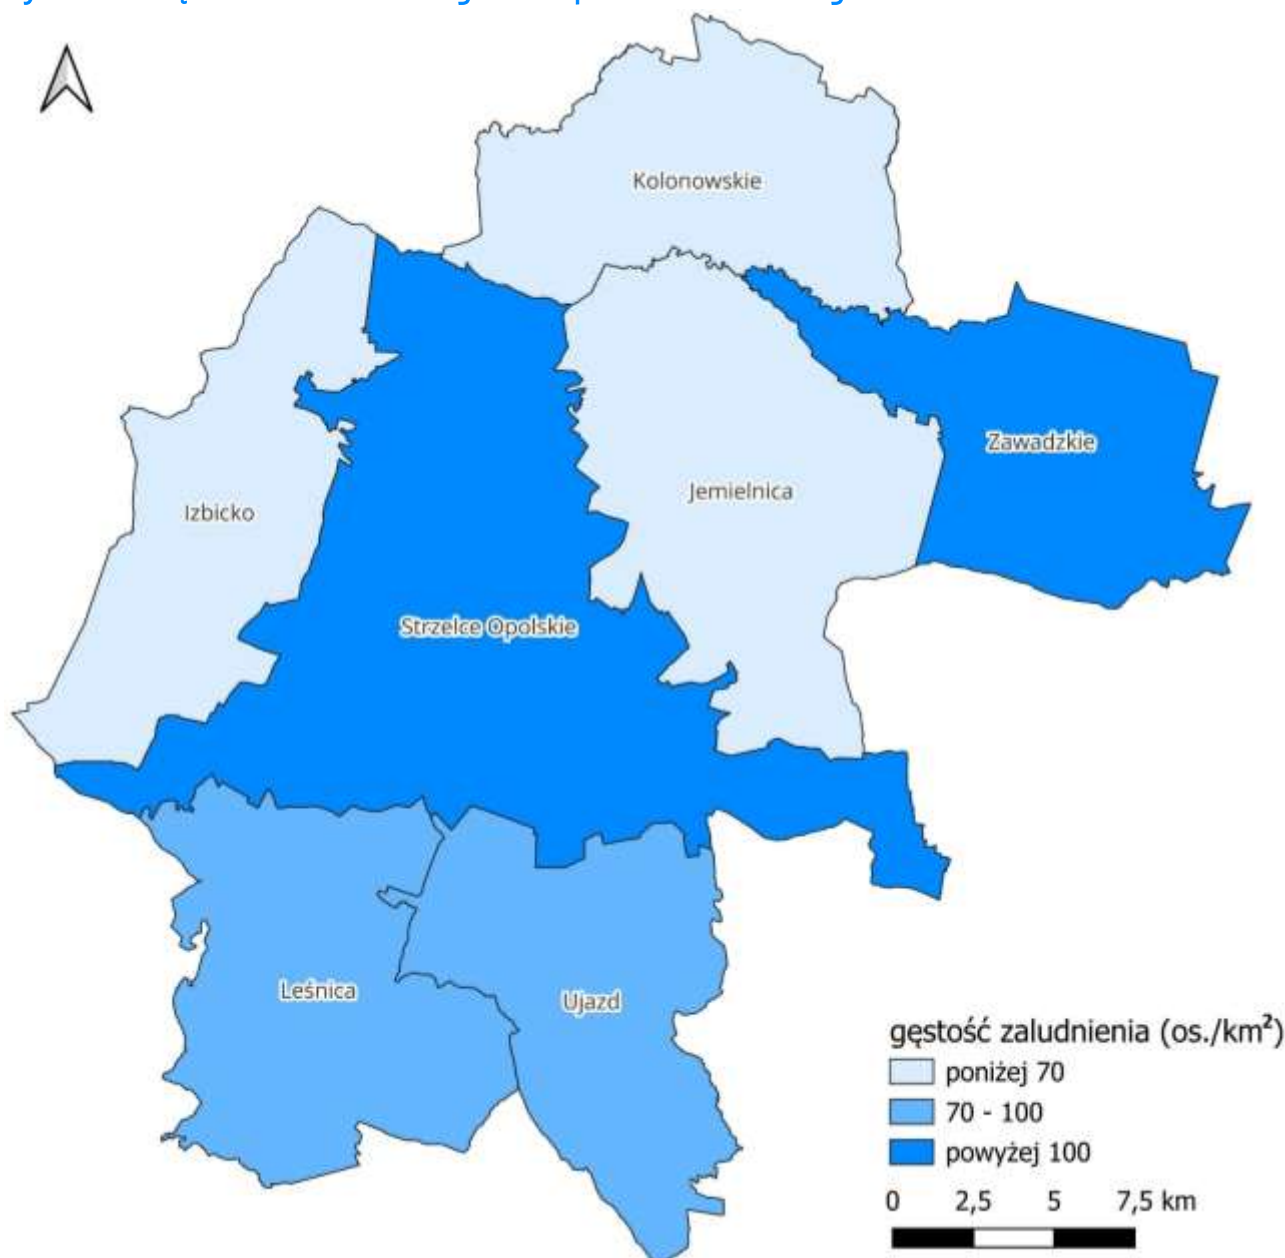 Kolonowskie
Zawadzkie
Jemielnica
Izbicko
Strzelce Opolskie
Leśnica
Ujazd
gęstość zaludnienia (os./km²)
poniżej 70
70 - 100
powyżej 100
0 2,5 5 7,5 km